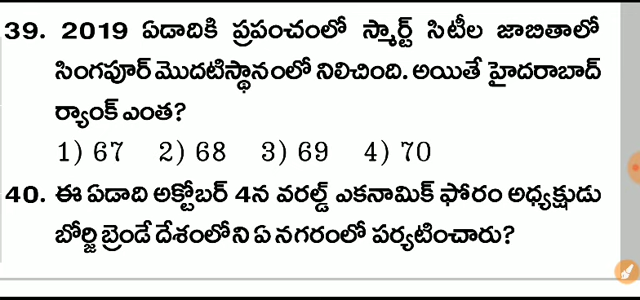 39. 2019 ఏడాదికి ప్రపంచంలో స్మార్ట్ సిటీల జాబితాలో
సింగపూర్ మొదటిస్థానంలో నిలిచింది. అయితే హైదరాబాద్
ర్యాంక్ ఎంత?
1) 67 2) 68 3) 69 4) 70
40. ఈ ఏడాది అక్టోబర్ 4న వరల్డ్ ఎకనామిక్ ఫోరం అధ్యక్షుడు
బోర్జి బ్రెండే దేశంలోని ఏ నగరంలో పర్యటించారు?